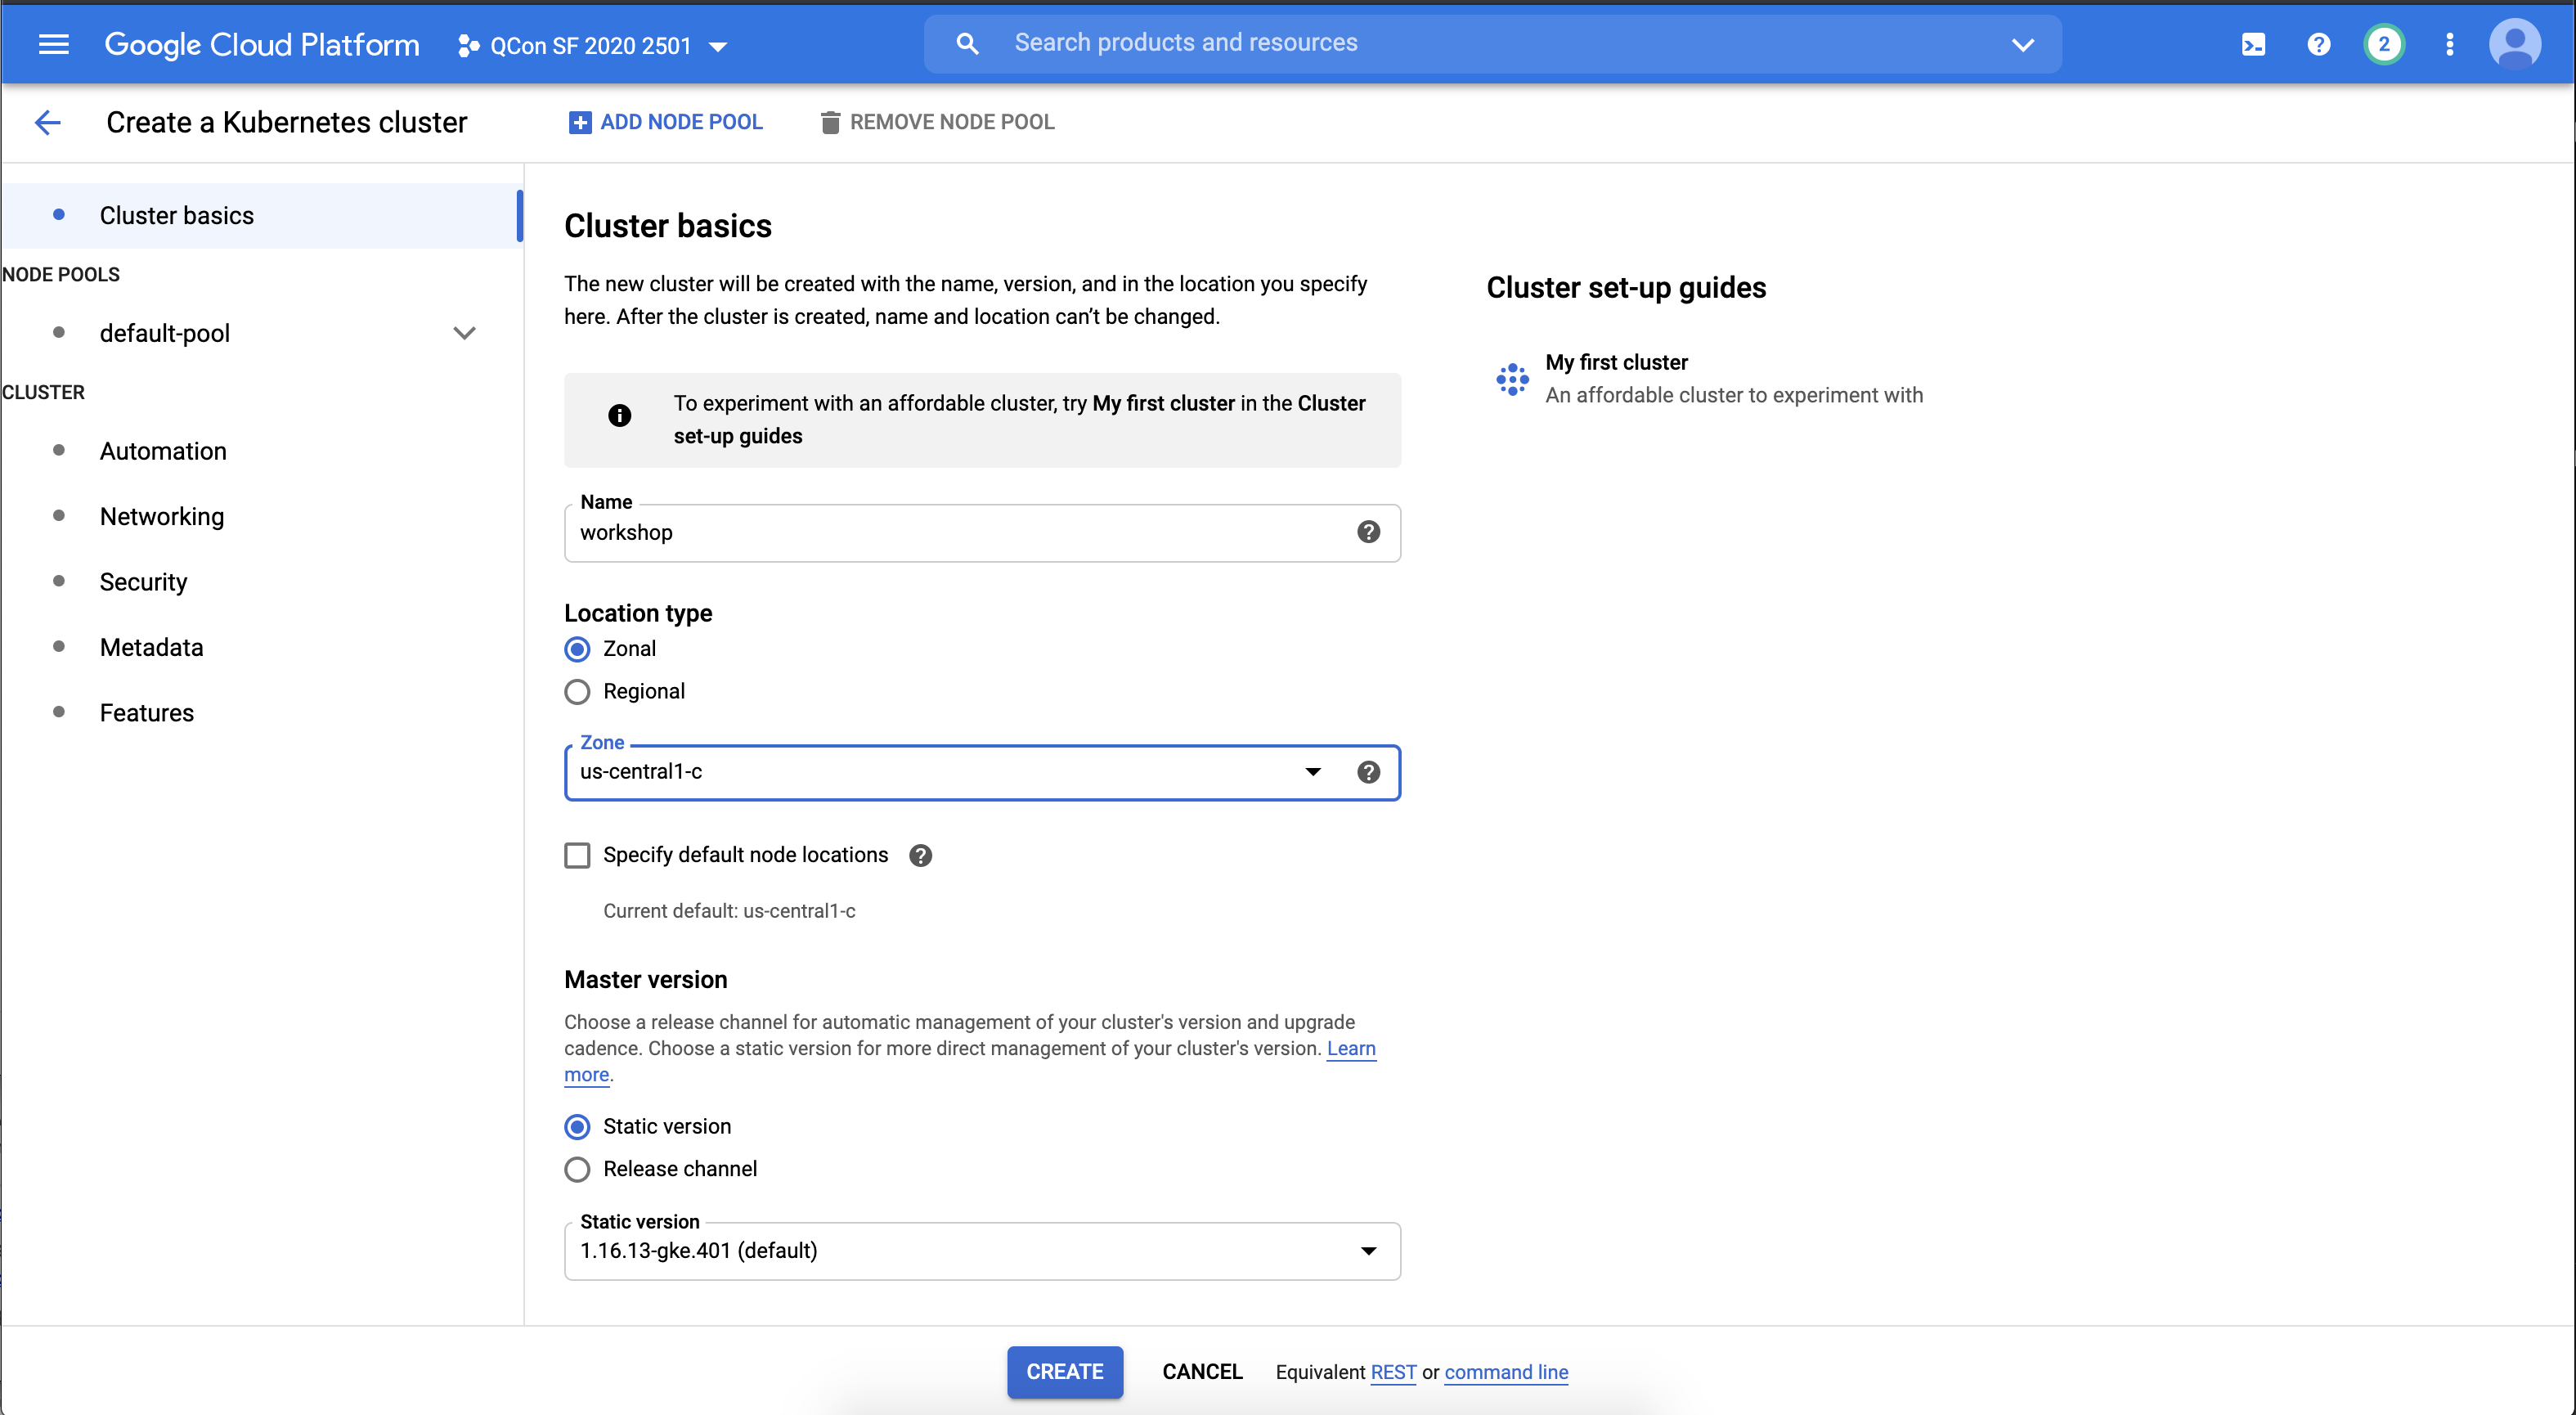 Google Cloud Platform
QCon SF 2020 2501
Search products and resources
2
Create a Kubernetes cluster
ADD NODE POOL
REMOVE NODE POOL
Cluster basics
NODE POOLS
default-pool
CLUSTER
Automation
Networking
Security
Metadata
Features
Cluster basics
The new cluster will be created with the name, version, and in the location you specify
here. After the cluster is created, name and location can’t be changed.
To experiment with an affordable cluster, try My first cluster in the Cluster
set-up guides
Name
workshop
Location type
Zonal
Regional
Zone
us-central1-c
Specify default node locations
Current default: us-central1-c
Master version
Choose a release channel for automatic management of your cluster's version and upgrade
cadence. Choose a static version for more direct management of your cluster's version. Learn
more.
Static version
Release channel
Static version
1.16.13-gke.401 (default)
Cluster set-up guides
My first cluster
An affordable cluster to experiment with
CREATE
CANCEL
Equivalent REST or command line